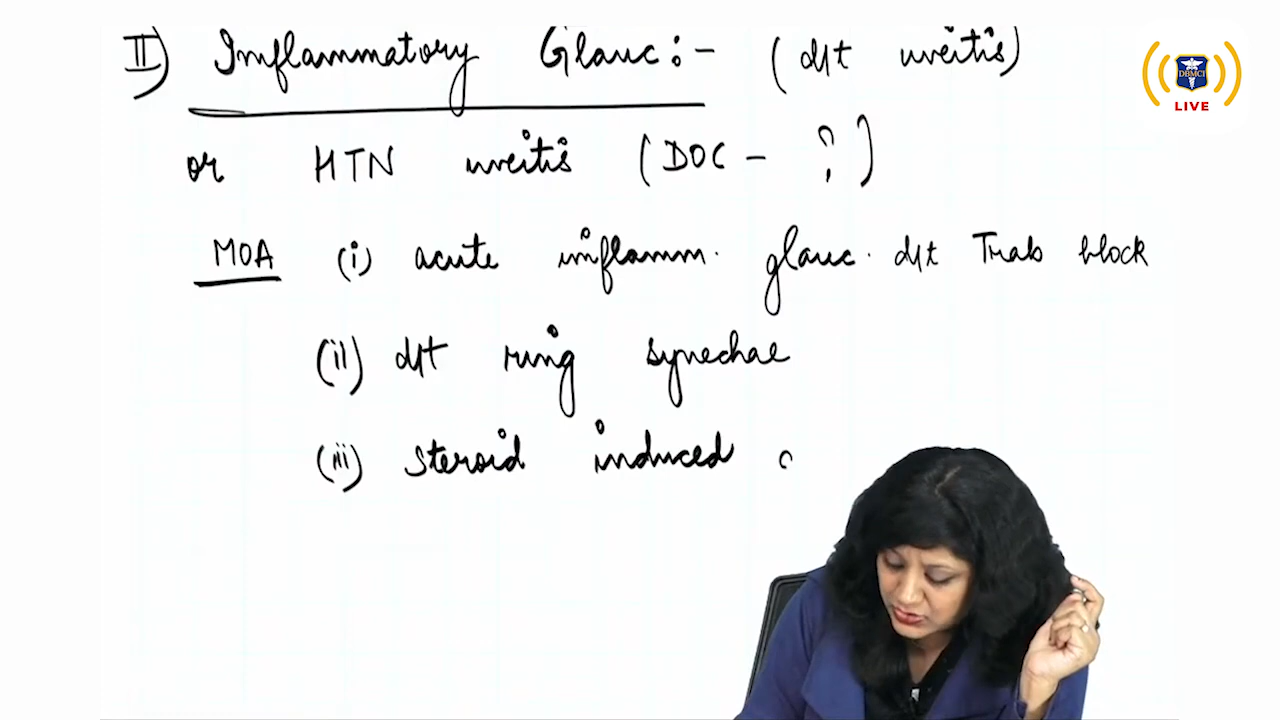 II) Inflammatory Glauc:- (d/t uveitis)
or HTN uveitis (DOC - ?)
MOA (i) acute inflamm. glauc. d/t Trab block
(ii) d/t ring synechae
(iii) steroid induced
DBMCI
LIVE